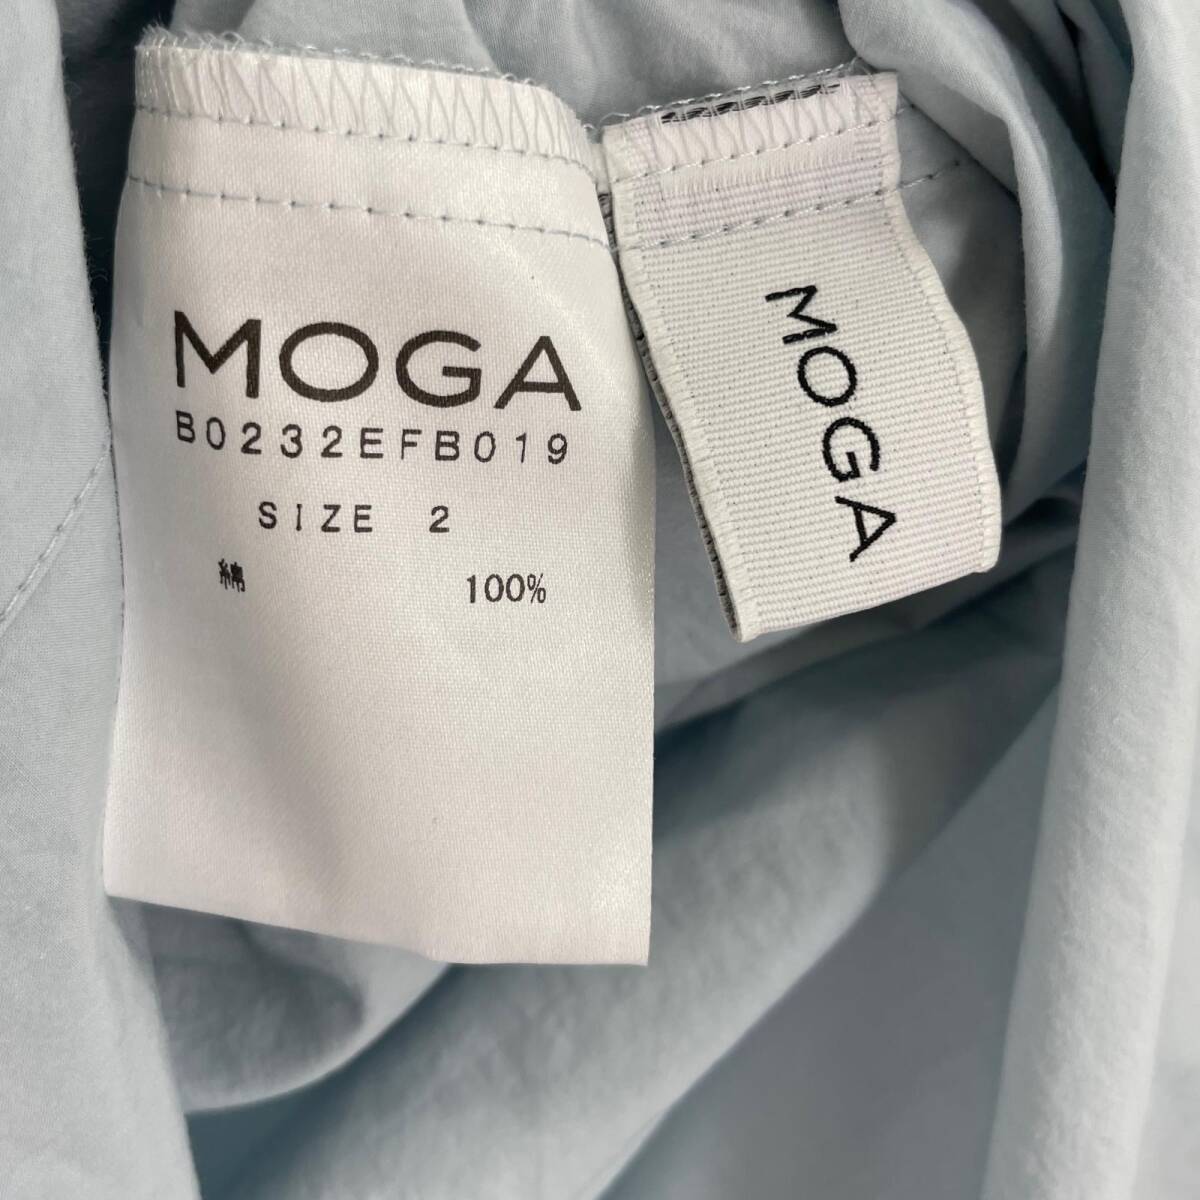 MOGA
B0232EFB019
SIZE 2
綿 100%
MOGA